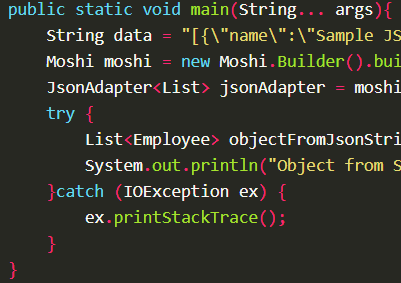 public static void main(String... args){
String data = "[{\"name\":\"Sample JS
Moshi moshi = new Moshi.Builder().bui
JsonAdapter<List> jsonAdapter = moshi
try {
List<Employee> objectFromJsonStri
System.out.println("Object from S
}catch (IOException ex) {
ex.printStackTrace();
}
}